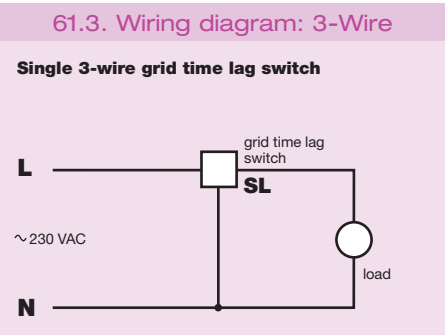 61.3. Wiring diagram: 3-Wire
Single 3-wire grid time lag switch
grid time lag
switch
L
SL
~230 VAC
load
N